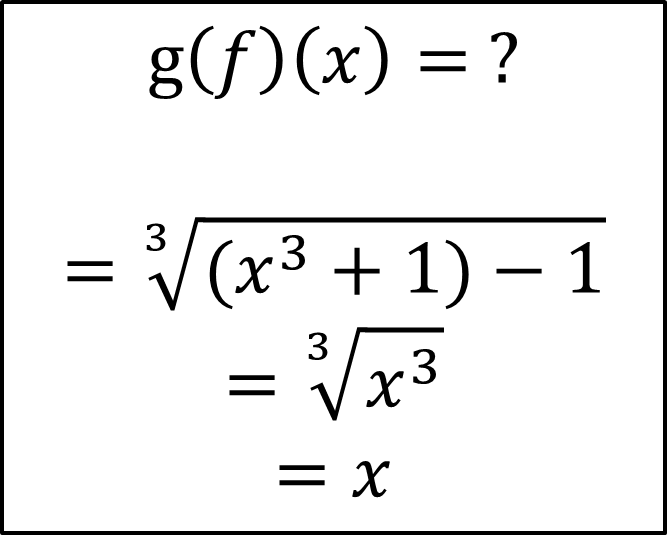 g(f)(x) = ?
= ∛((x³ + 1) − 1)
= ∛(x³)
= x